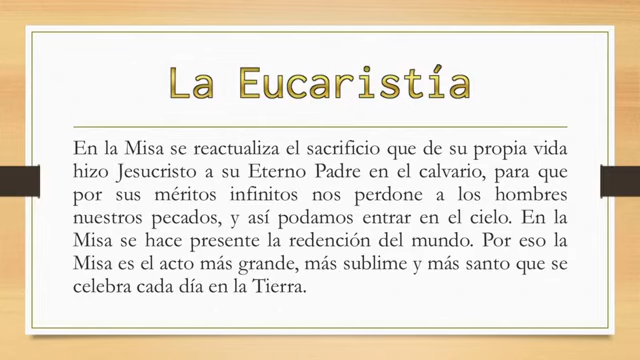 La Eucaristía
En la Misa se reactualiza el sacrificio que de su propia vida
hizo Jesucristo a su Eterno Padre en el calvario, para que
por sus méritos infinitos nos perdone a los hombres
nuestros pecados, y así podamos entrar en el cielo. En la
Misa se hace presente la redención del mundo. Por eso la
Misa es el acto más grande, más sublime y más santo que se
celebra cada día en la Tierra.